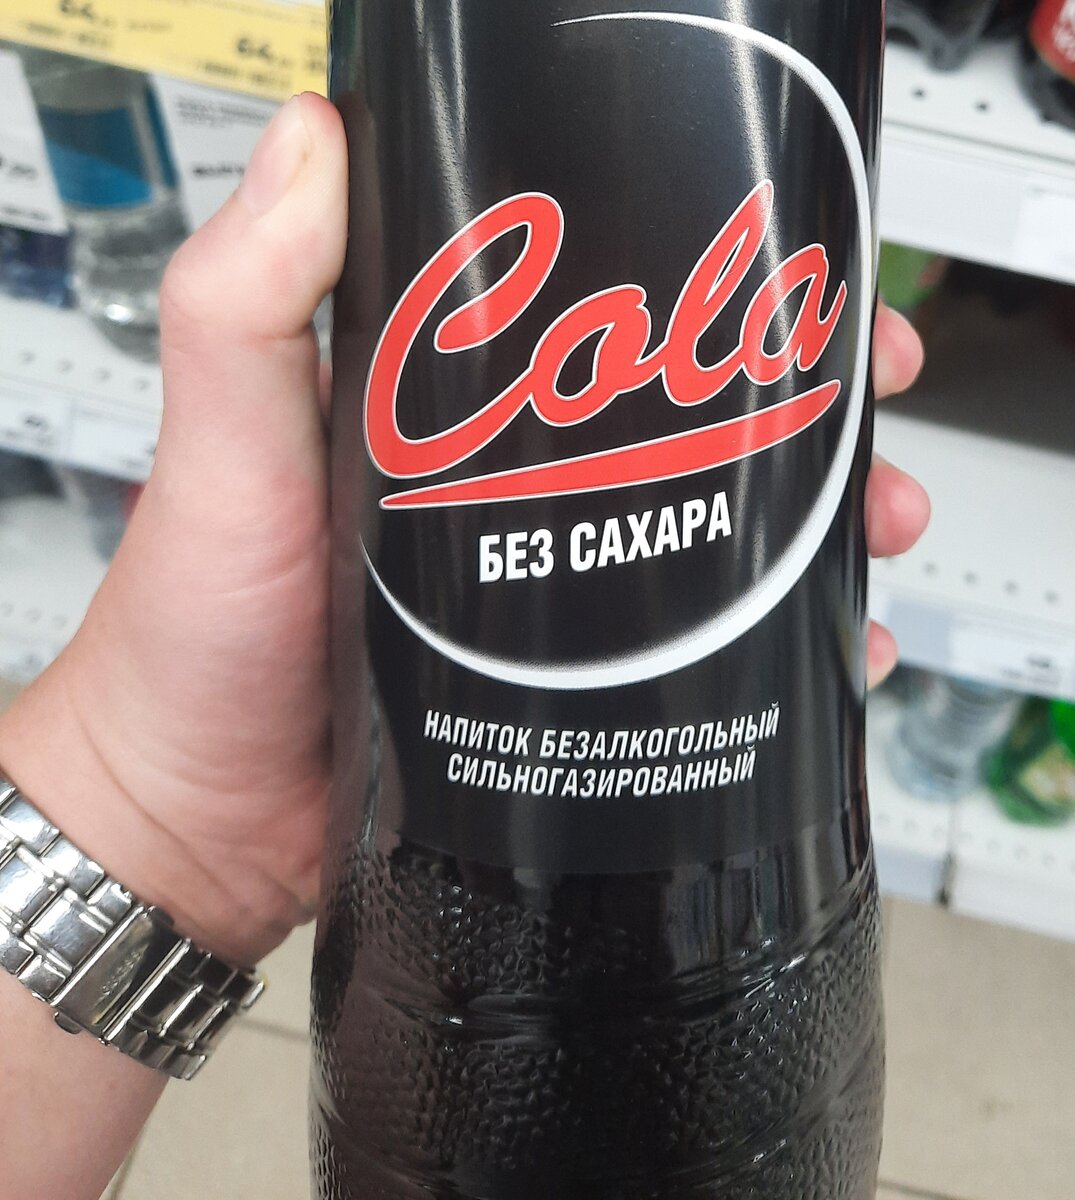 Cola
БЕЗ САХАРА
НАПИТОК БЕЗАЛКОГОЛЬНЫЙ
СИЛЬНОГАЗИРОВАННЫЙ